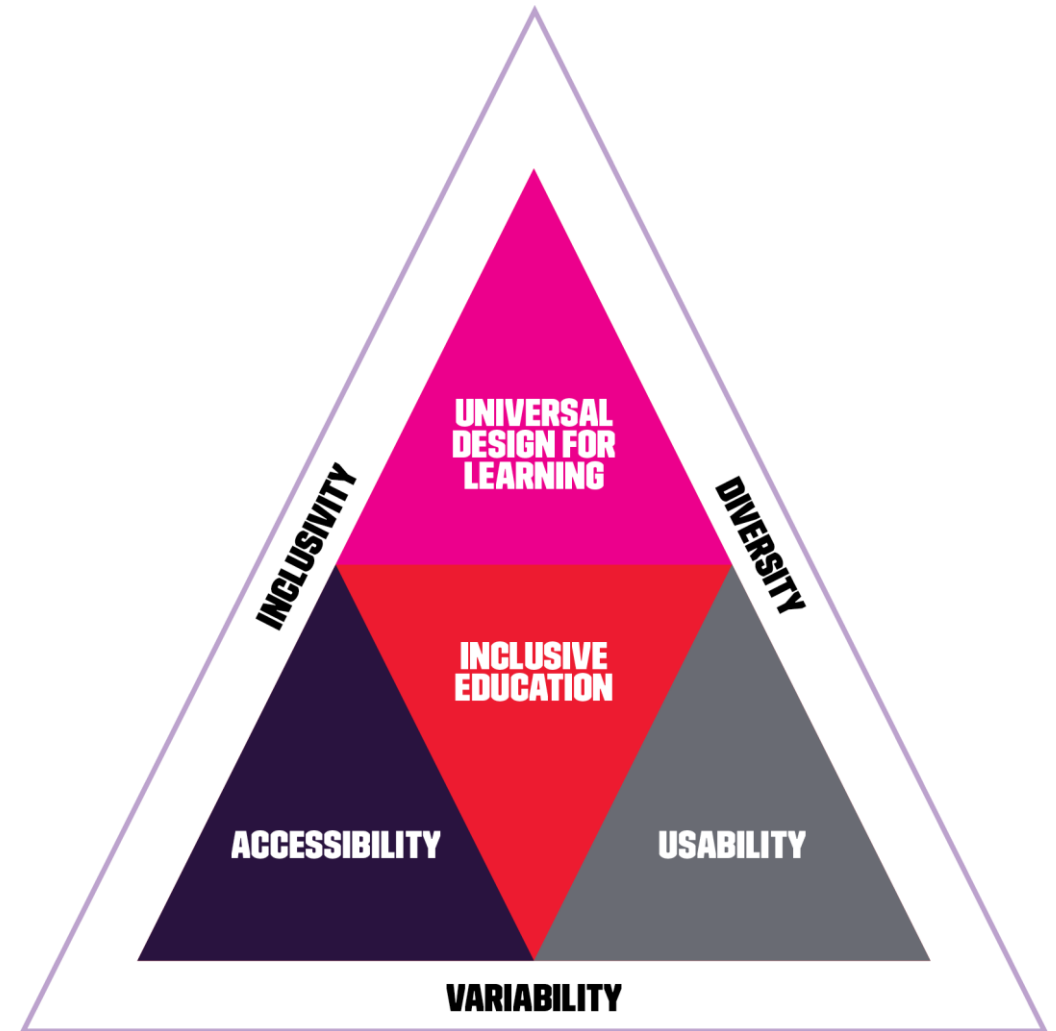 UNIVERSAL
DESIGN FOR
LEARNING
INCLUSIVITY
DIVERSITY
INCLUSIVE
EDUCATION
ACCESSIBILITY
USABILITY
VARIABILITY